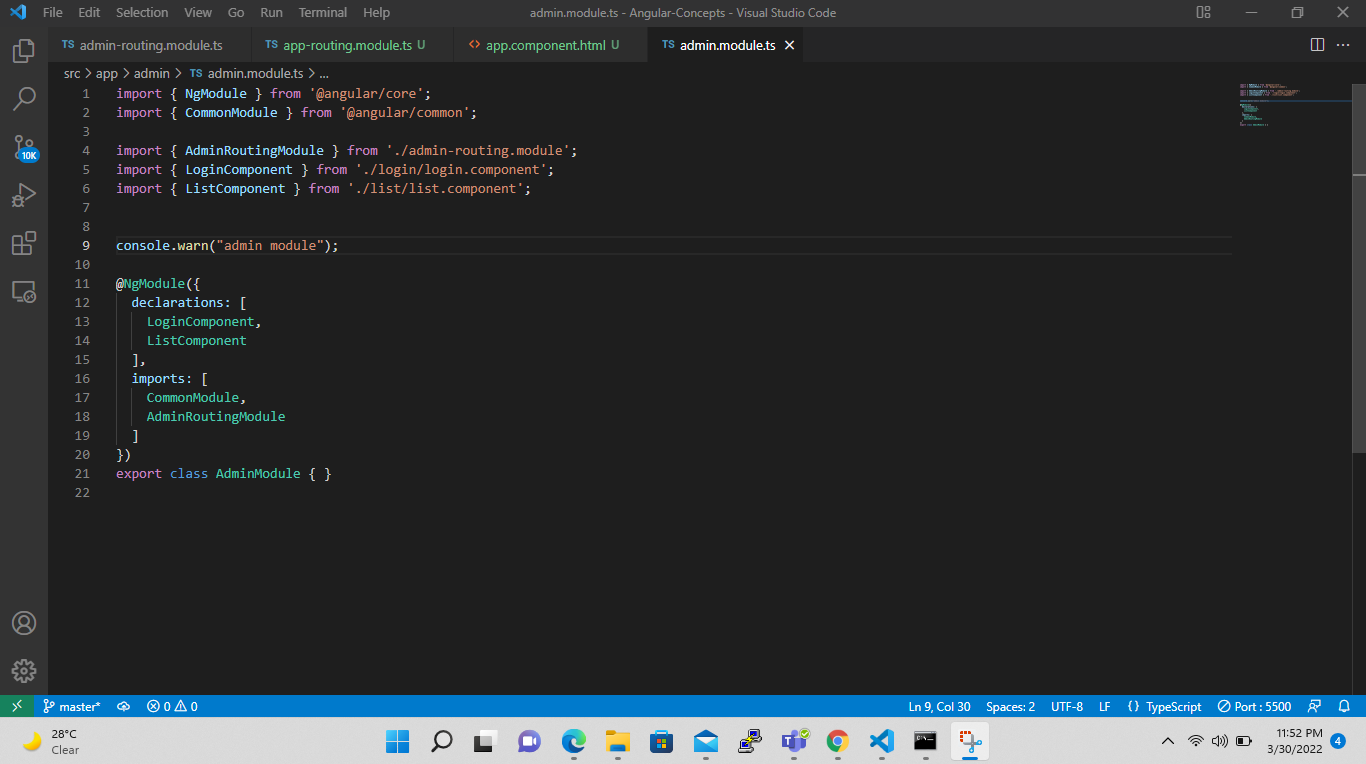 File Edit Selection View Go Run Terminal Help admin.module.ts - Angular-Concepts - Visual Studio Code
TS admin-routing.module.ts TS app-routing.module.ts U <> app.component.html U TS admin.module.ts
src > app > admin > TS admin.module.ts > ...
1 import { NgModule } from '@angular/core';
2 import { CommonModule } from '@angular/common';
3
4 import { AdminRoutingModule } from './admin-routing.module';
5 import { LoginComponent } from './login/login.component';
6 import { ListComponent } from './list/list.component';
7
8
9 console.warn("admin module");
10
11 @NgModule({
12 declarations: [
13 LoginComponent,
14 ListComponent
15 ],
16 imports: [
17 CommonModule,
18 AdminRoutingModule
19 ]
20 })
21 export class AdminModule { }
22
10K
master* 0 0 Ln 9, Col 30 Spaces: 2 UTF-8 LF {} TypeScript Port : 5500
28°C
Clear
11:52 PM
3/30/2022
4